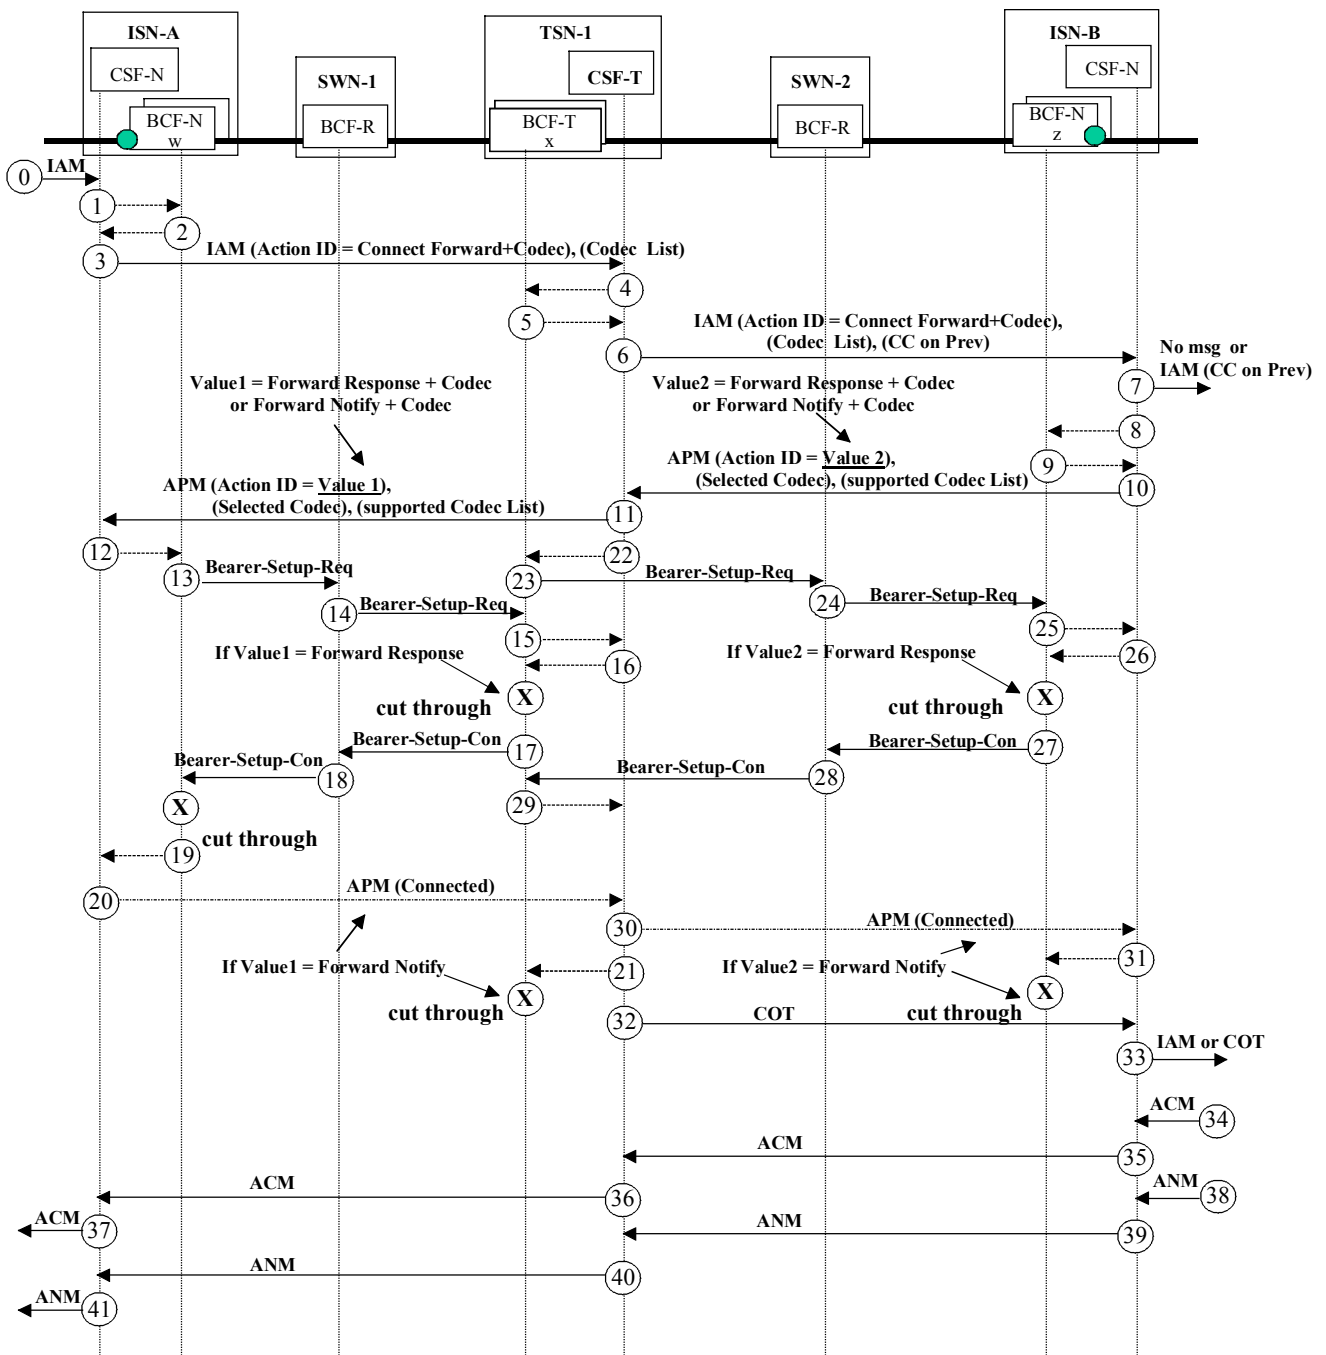 ISN-A
TSN-1
ISN-B
CSF-N
SWN-1
CSF-T
SWN-2
CSF-N
BCF-N
w
BCF-R
BCF-T
x
BCF-R
BCF-N
z
0
IAM
1
2
3
IAM (Action ID = Connect Forward+Codec), (Codec List)
4
5
6
IAM (Action ID = Connect Forward+Codec),
(Codec List), (CC on Prev)
No msg or
IAM (CC on Prev)
7
Value1 = Forward Response + Codec
or Forward Notify + Codec
Value2 = Forward Response + Codec
or Forward Notify + Codec
8
9
APM (Action ID = Value 2),
(Selected Codec), (supported Codec List)
10
APM (Action ID = Value 1),
(Selected Codec), (supported Codec List)
11
12
22
13
Bearer-Setup-Req
23
Bearer-Setup-Req
24
Bearer-Setup-Req
14
Bearer-Setup-Req
25
15
26
If Value1 = Forward Response
16
If Value2 = Forward Response
X
cut through
X
cut through
Bearer-Setup-Con
17
Bearer-Setup-Con
27
Bearer-Setup-Con
18
Bearer-Setup-Con
28
X
29
cut through
19
20
APM (Connected)
30
APM (Connected)
31
If Value1 = Forward Notify
21
If Value2 = Forward Notify
X
cut through
X
cut through
32
COT
33
IAM or COT
ACM
34
ACM
35
ACM
36
ANM
38
ACM
37
ANM
39
ANM
40
ANM
41